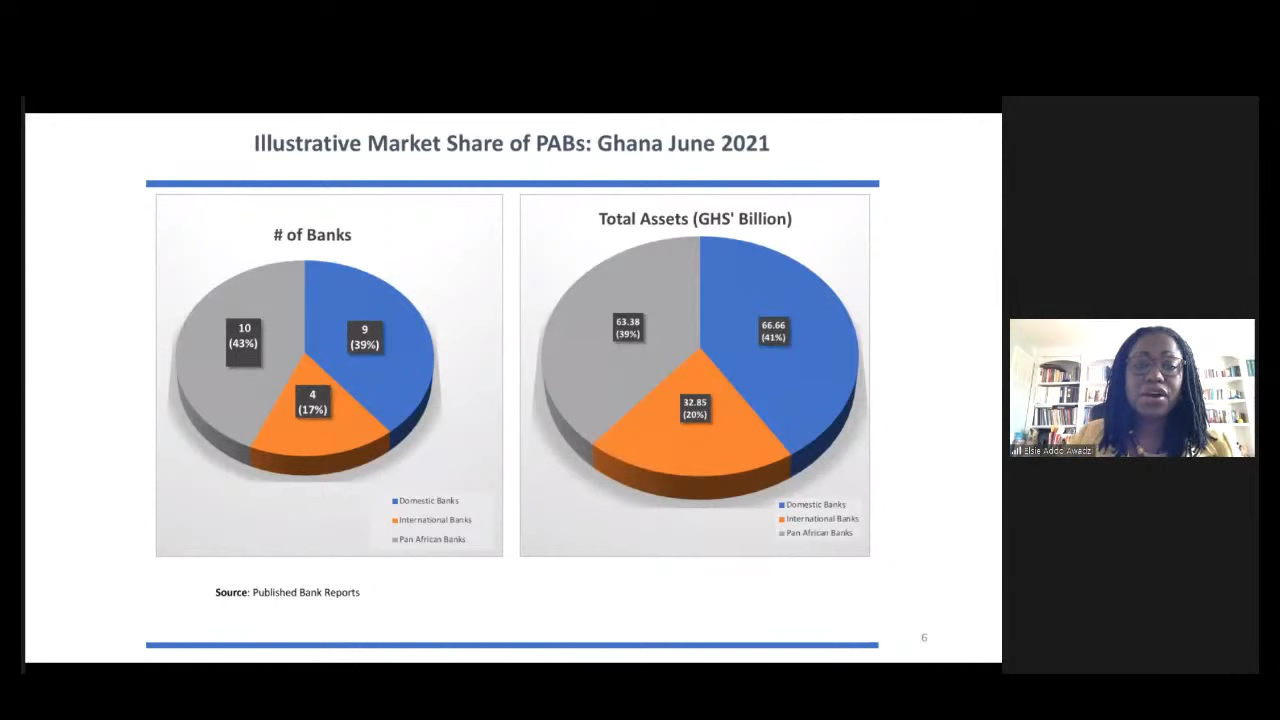 Illustrative Market Share of PABs: Ghana June 2021
# of Banks
10
(43%)
9
(39%)
4
(17%)
Domestic Banks
International Banks
Pan African Banks
Total Assets (GHS' Billion)
63.38
(39%)
66.66
(41%)
32.85
(20%)
Domestic Banks
International Banks
Pan African Banks
Source: Published Bank Reports
6
Elsie Addo Awadzi